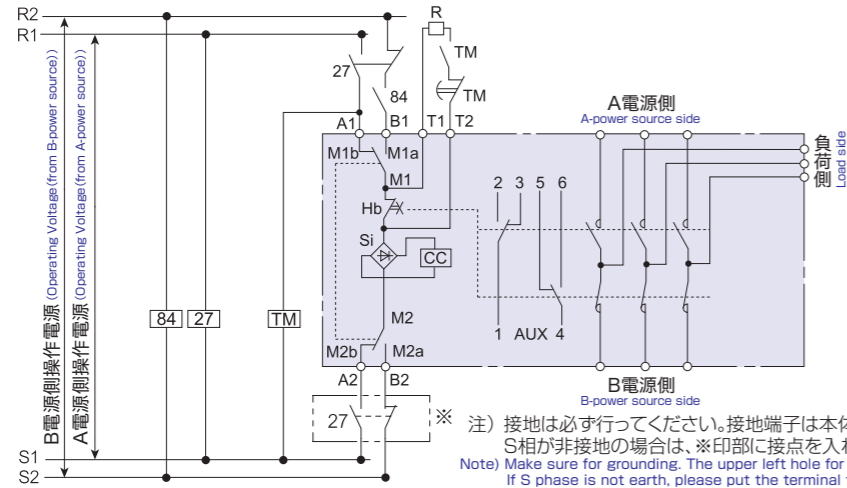 R2
R1
R
TM
27
TM
84
A1
B1
T1
T2
A電源側
A-power source side
負荷側
Load side
M1b
M1a
M1
2 3 5 6
Hb
Si
CC
B電源側操作電源 (Operating Voltage(from B-power source))
A電源側操作電源 (Operating Voltage(from A-power source))
84
27
TM
M2
1 AUX 4
M2b
M2a
A2
B2
B電源側
B-power source side
27
※
注) 接地は必ず行ってください。接地端子は本体
S相が非接地の場合は、※印部に接点を入れ
Note) Make sure for grounding. The upper left hole for
If S phase is not earth, please put the terminal
S1
S2